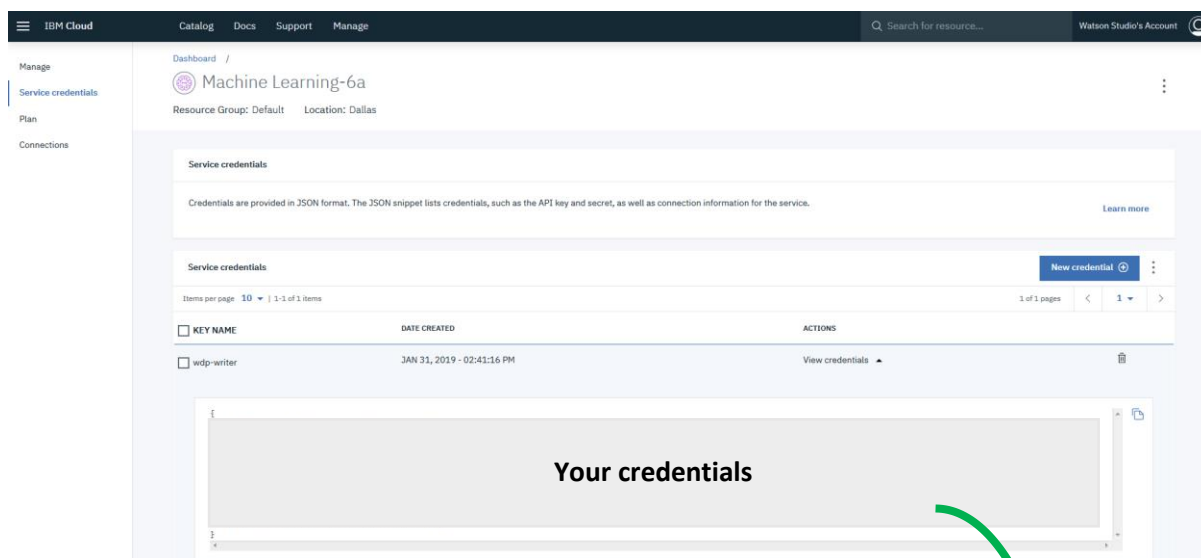 IBM Cloud Catalog Docs Support Manage Search for resource... Watson Studio's Account
Manage
Service credentials
Plan
Connections
Dashboard /
Machine Learning-6a
Resource Group: Default Location: Dallas
Service credentials
Credentials are provided in JSON format. The JSON snippet lists credentials, such as the API key and secret, as well as connection information for the service.
Learn more
Service credentials
New credential
Items per page 10 | 1-1 of 1 items 1 of 1 pages < 1 >
KEY NAME DATE CREATED ACTIONS
wdp-writer JAN 31, 2019 - 02:41:16 PM View credentials
{
Your credentials
}